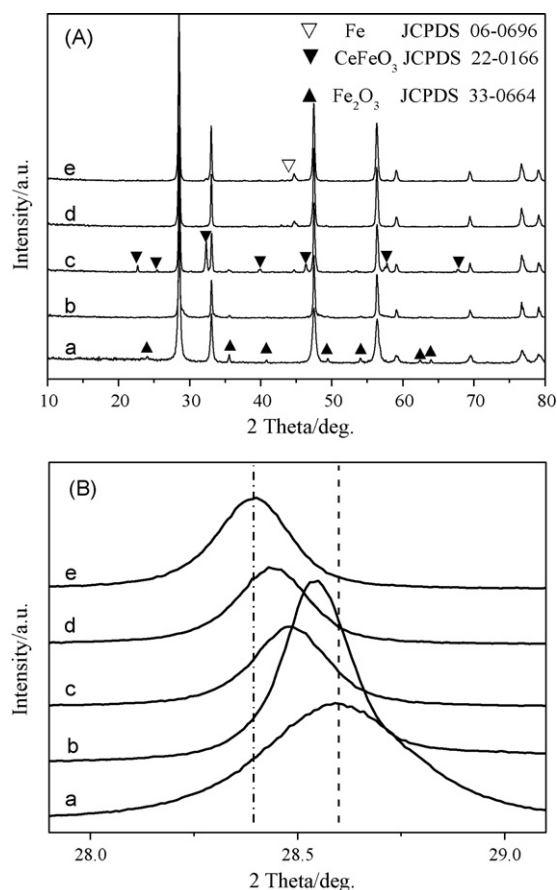 (A)
▽ Fe JCPDS 06-0696
▼ CeFeO₃ JCPDS 22-0166
▲ Fe₂O₃ JCPDS 33-0664
e
d
c
b
a
Intensity/a.u.
10 20 30 40 50 60 70 80
2 Theta/deg.
(B)
e
d
c
b
a
Intensity/a.u.
28.0 28.5 29.0
2 Theta/deg.